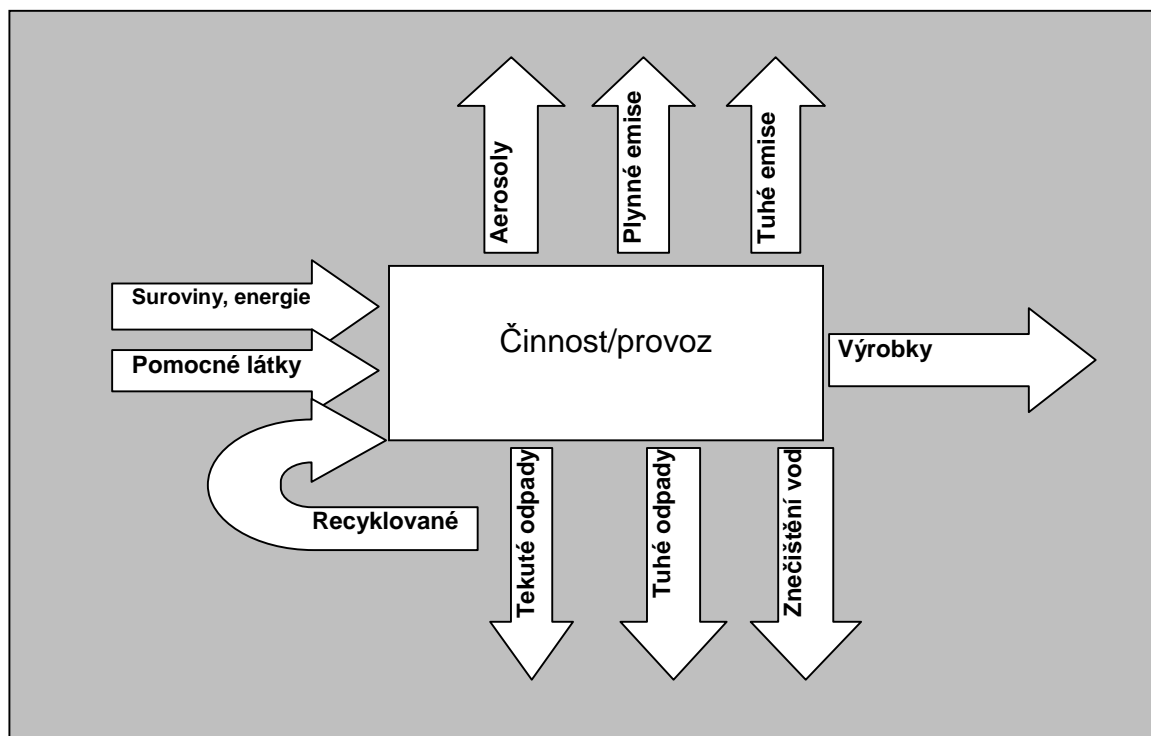 Aerosoly
Plynné emise
Tuhé emise
Suroviny, energie
Činnost/provoz
Výrobky
Pomocné látky
Recyklované
Tekuté odpady
Tuhé odpady
Znečištění vod